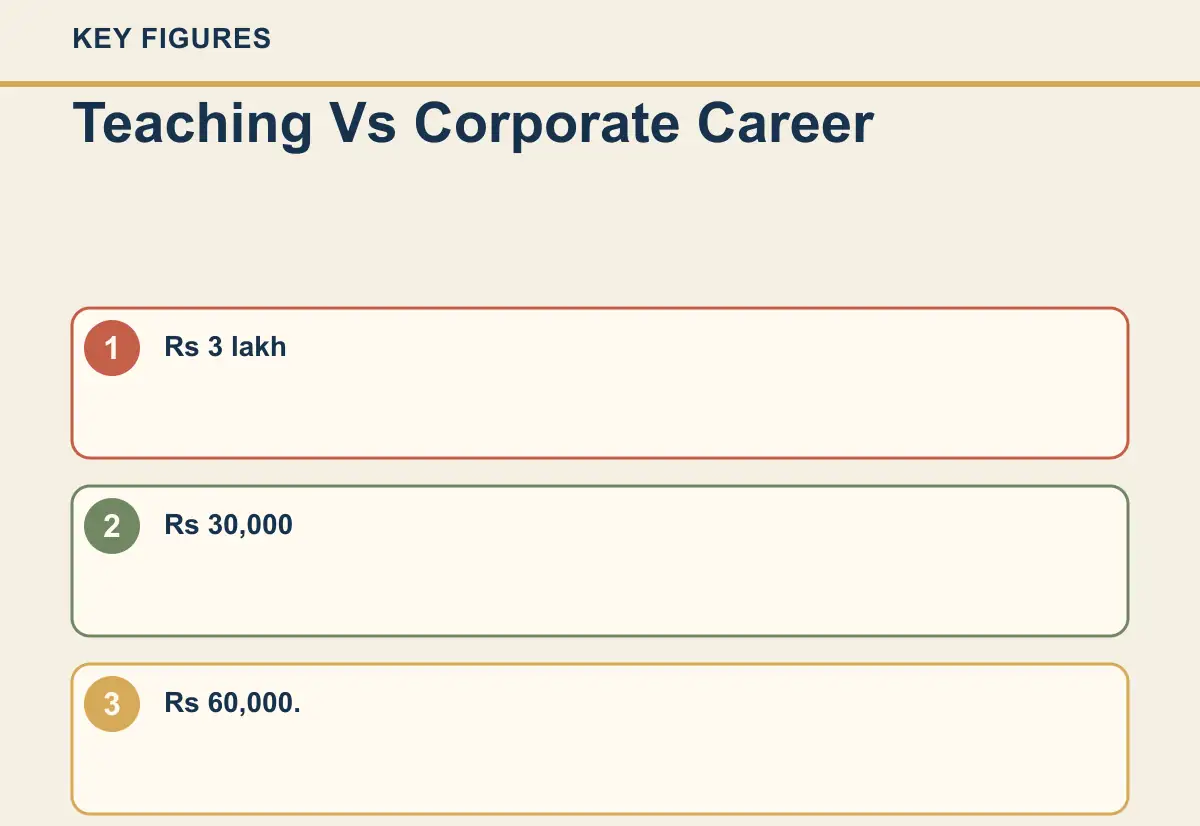 KEY FIGURES
Teaching Vs Corporate Career
1 Rs 3 lakh
2 Rs 30,000
3 Rs 60,000.